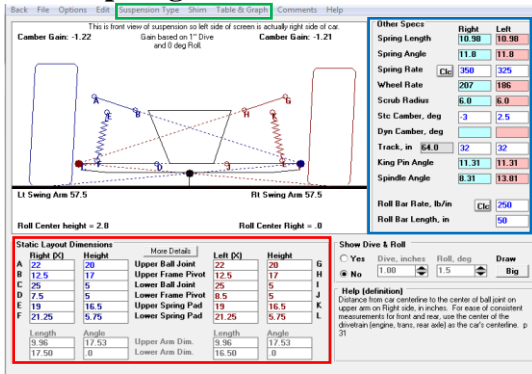 Back File Options Edit Suspension Type Shim Table & Graph Comments Help
This is front view of suspension so left side of screen is actually right side of car.
Camber Gain: -1.22 Gain based on 1" Dive Camber Gain: -1.21
and 0 deg Roll.
A B E H G
D J
Lt Swing Arm 57.5 Rt Swing Arm 57.5
Roll Center height = 2.8 Roll Center Right = .0
Other Specs
Right Left
Spring Length 10.98 10.98
Spring Angle 11.8 11.8
Spring Rate Clc 350 325
Wheel Rate 207 186
Scrub Radius 6.0 6.0
Stc Camber, deg -3 2.5
Dyn Camber, deg
Track, in 64.0 32 32
King Pin Angle 11.31 11.31
Spindle Angle 8.31 13.81
Roll Bar Rate, lb/in Clc 250
Roll Bar Length, in 50
Static Layout Dimensions
Right (X) Height More Details Left (X) Height
A 22 20 Upper Ball Joint 22 20 G
B 12.5 17 Upper Frame Pivot 12.5 17 H
C 25 5 Lower Ball Joint 25 5 I
D 7.5 5 Lower Frame Pivot 8.5 5 J
E 19 16.5 Upper Spring Pad 19 16.5 K
F 21.25 5.75 Lower Spring Pad 21.25 5.75 L
Length Angle Length Angle
9.96 17.53 Upper Arm Dim. 9.96 17.53
17.50 .0 Lower Arm Dim. 16.50 .0
Show Dive & Roll
Yes Dive, inches Roll, deg Draw
No 1.00 1.5 Big
Help (definition)
Distance from car centerline to the center of ball joint on
upper arm on Right side, in inches. For ease of consistent
measurements for front and rear, use the center of the
drivetrain (engine, trans, rear axle) as the car's centerline. p
31